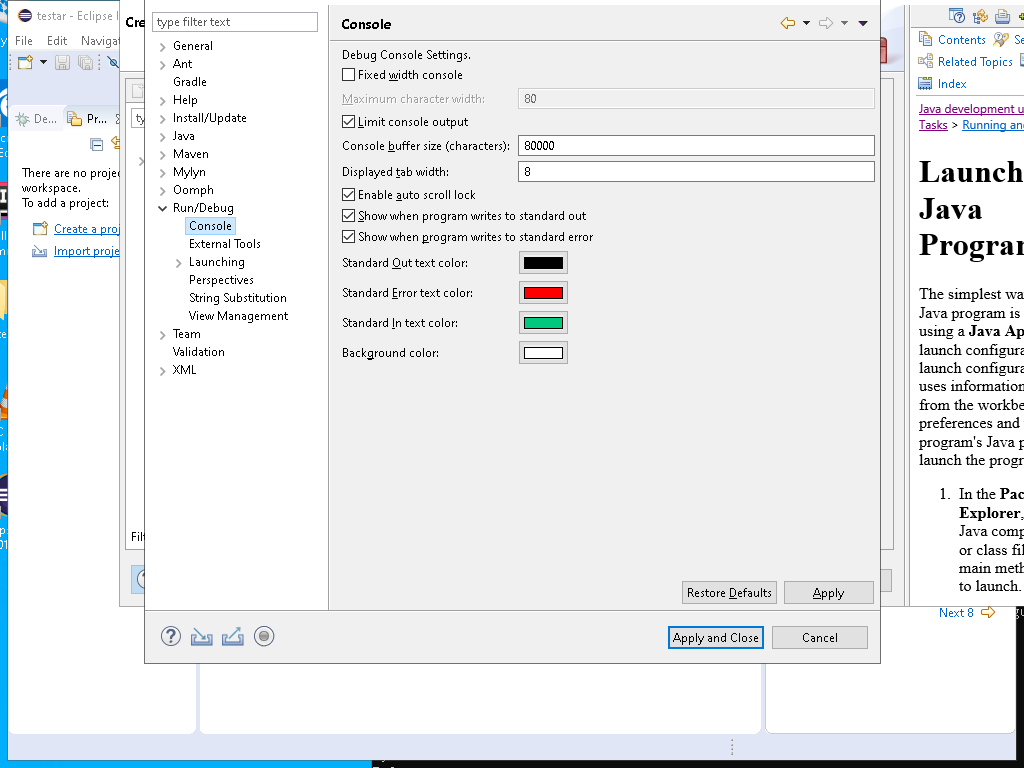 testar - Eclipse I
File Edit Navigat
De...
Pr...
There are no projec
workspace.
To add a project:
Create a proj
Import proje
Cre
ty
Filt
type filter text
General
Ant
Gradle
Help
Install/Update
Java
Maven
Mylyn
Oomph
Run/Debug
Console
External Tools
Launching
Perspectives
String Substitution
View Management
Team
Validation
XML
Console
Debug Console Settings.
Fixed width console
Maximum character width: 80
Limit console output
Console buffer size (characters): 80000
Displayed tab width: 8
Enable auto scroll lock
Show when program writes to standard out
Show when program writes to standard error
Standard Out text color:
Standard Error text color:
Standard In text color:
Background color:
Restore Defaults Apply
Apply and Close Cancel
Contents Se
Related Topics
Index
Java development u
Tasks > Running and
Launch
Java
Program
The simplest wa
Java program is
using a Java Ap
launch configura
launch configura
uses information
from the workbe
preferences and
program's Java p
launch the progr
1. In the Pac
Explorer,
Java comp
or class fil
main meth
to launch.
Next 8